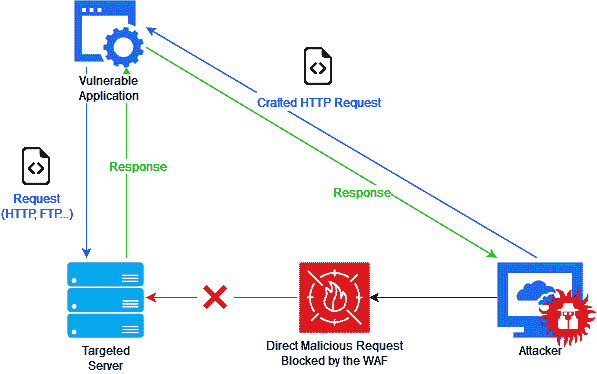 Vulnerable
Application
Crafted HTTP Request
Response
Request
(HTTP, FTP...)
Response
Targeted
Server
Direct Malicious Request
Blocked by the WAF
Attacker